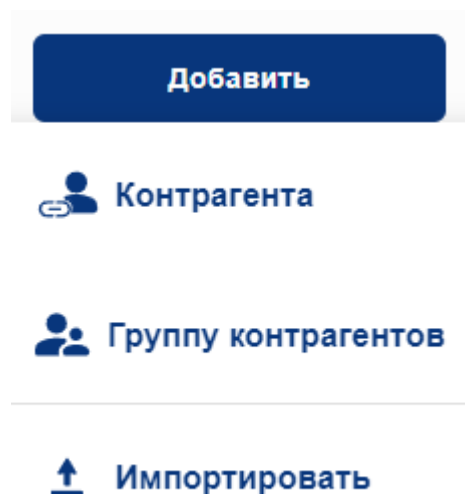 Добавить
Контрагента
Группу контрагентов
Импортировать